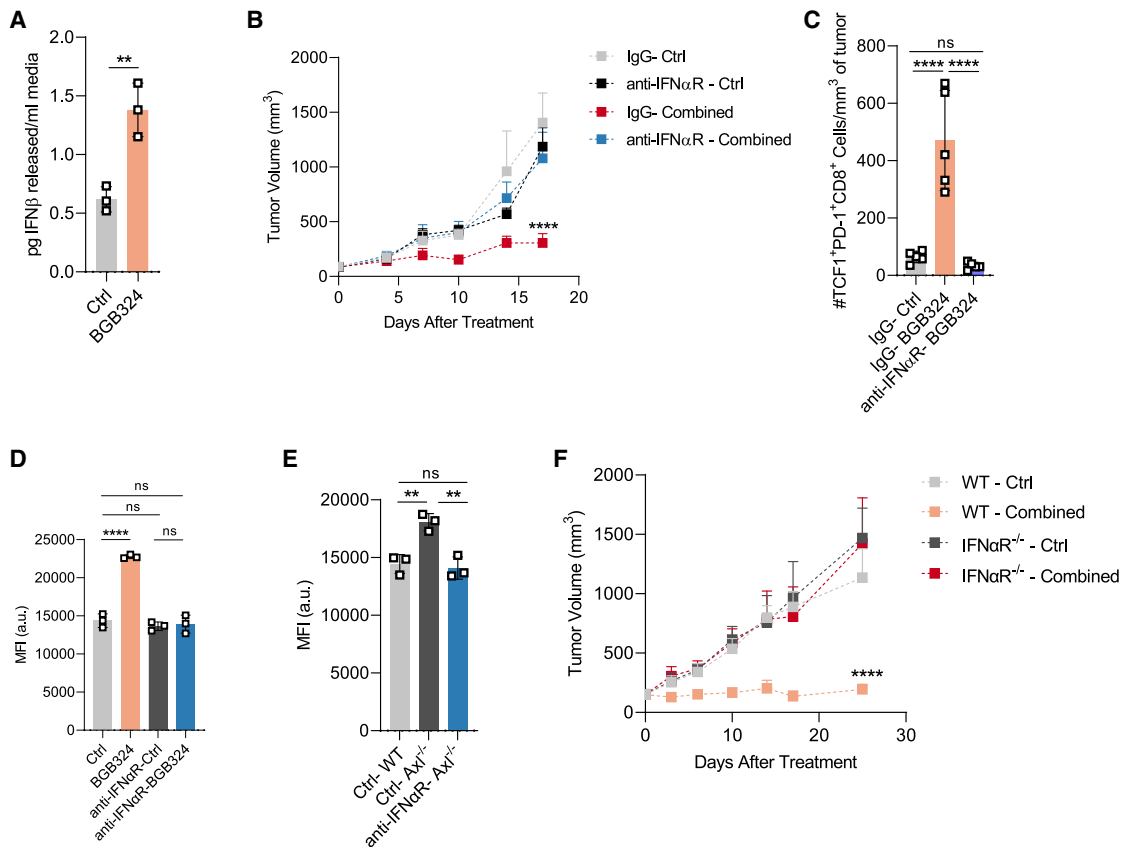 A
pg IFNβ released/ml media
2.0
1.5
1.0
0.5
0.0
**
Ctrl
BGB324
B
Tumor Volume (mm³)
2000
1500
1000
500
0
0
5
10
15
20
Days After Treatment
****
IgG- Ctrl
anti-IFNαR - Ctrl
IgG- Combined
anti-IFNαR - Combined
C
#TCF1⁺PD-1⁺CD8⁺ Cells/mm³ of tumor
800
600
400
200
0
ns
**** ****
IgG- Ctrl
IgG- BGB324
anti-IFNαR- BGB324
D
MFI (a.u.)
25000
20000
15000
10000
5000
0
ns
ns
**** ns
Ctrl
BGB324
anti-IFNαR-Ctrl
anti-IFNαR-BGB324
E
MFI (a.u.)
20000
15000
10000
5000
0
ns
** **
Ctrl- WT
Ctrl- Axl⁻/⁻
anti-IFNαR- Axl⁻/⁻
F
Tumor Volume (mm³)
2000
1500
1000
500
0
0
10
20
30
Days After Treatment
****
WT - Ctrl
WT - Combined
IFNαR⁻/⁻ - Ctrl
IFNαR⁻/⁻ - Combined